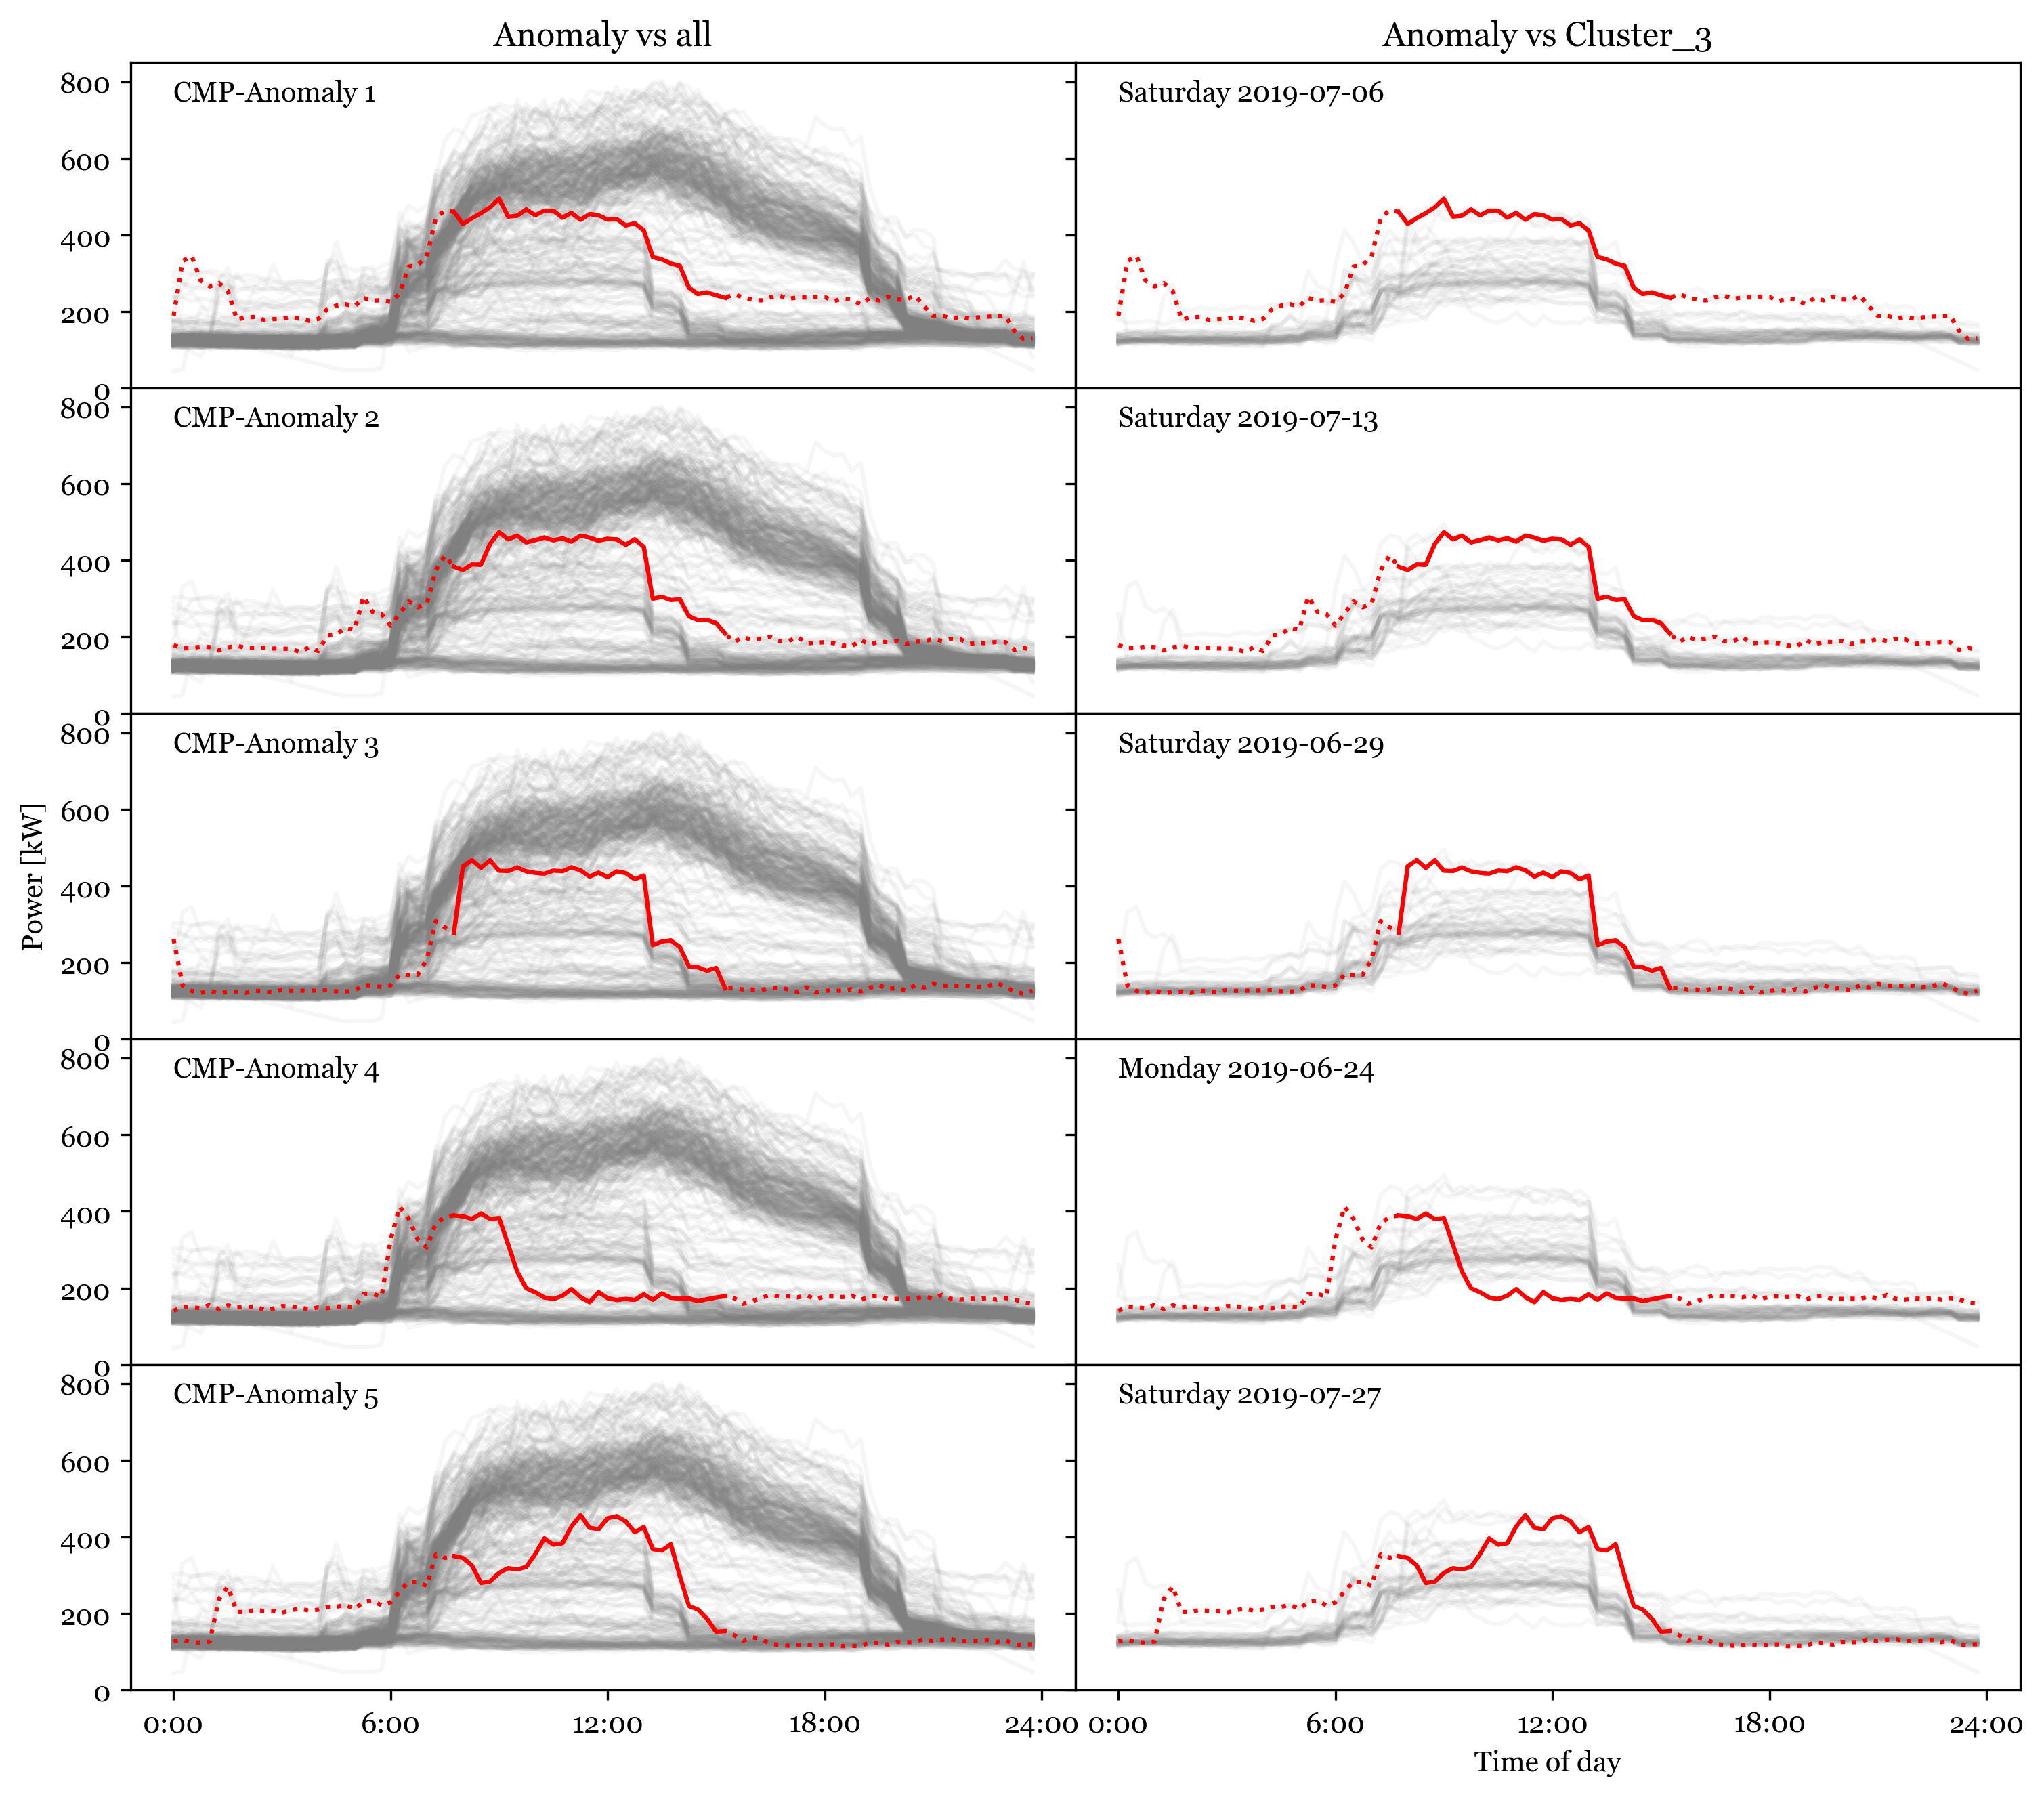 Anomaly vs all
Anomaly vs Cluster_3
CMP-Anomaly 1
Saturday 2019-07-06
800
600
400
200
0
CMP-Anomaly 2
Saturday 2019-07-13
800
600
400
200
0
CMP-Anomaly 3
Saturday 2019-06-29
800
600
400
200
0
Power [kW]
CMP-Anomaly 4
Monday 2019-06-24
800
600
400
200
0
CMP-Anomaly 5
Saturday 2019-07-27
800
600
400
200
0
0:00 6:00 12:00 18:00 24:00
0:00 6:00 12:00 18:00 24:00
Time of day